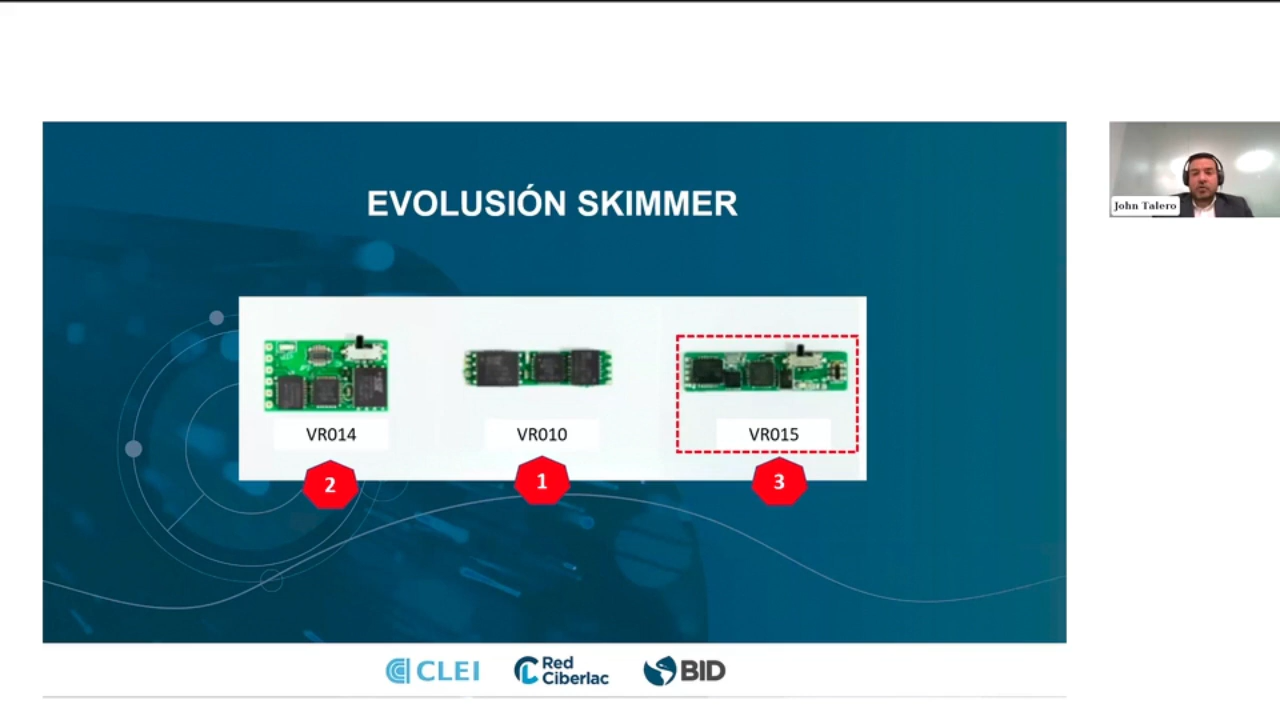 EVOLUSIÓN SKIMMER
John Talero
VR014
VR010
VR015
2
1
3
CLEI
Red
Ciberlac
BID